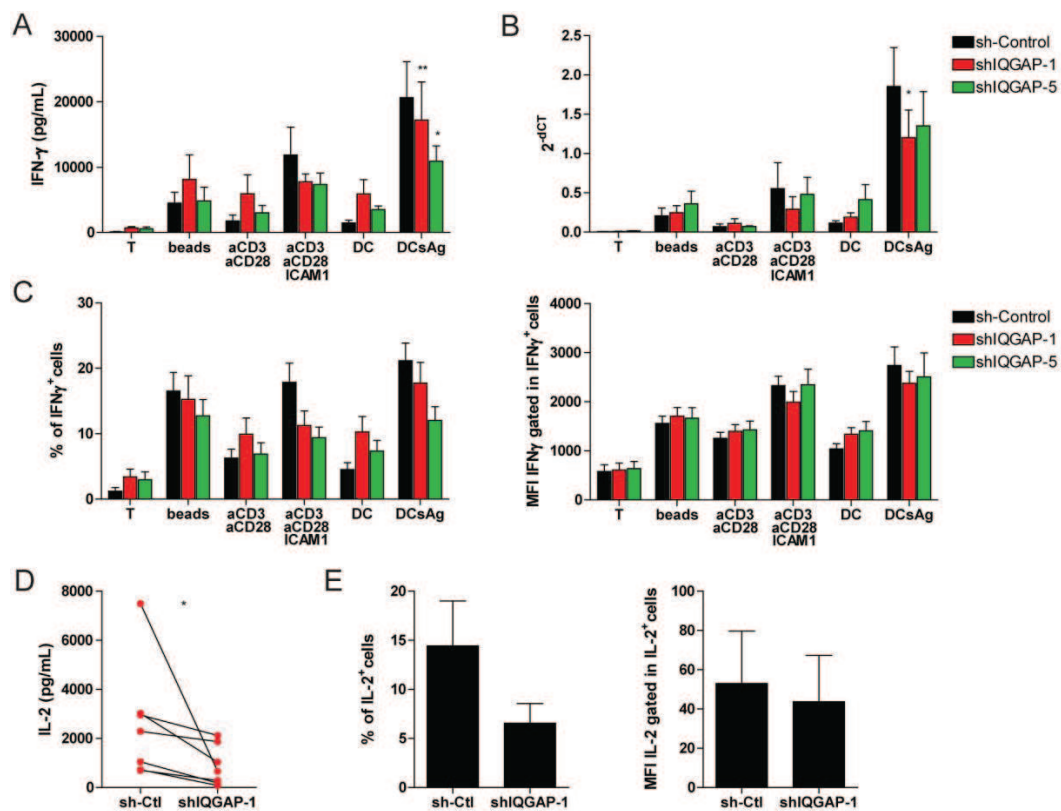 A
IFN-γ (pg/mL)
30000
20000
10000
0
**
*
T
beads
aCD3
aCD28
aCD3
aCD28
ICAM1
DC
DCsAg
B
2-dCT
2.5
2.0
1.5
1.0
0.5
0.0
*
T
beads
aCD3
aCD28
aCD3
aCD28
ICAM1
DC
DCsAg
sh-Control
shIQGAP-1
shIQGAP-5
C
% of IFNγ+cells
30
20
10
0
T
beads
aCD3
aCD28
aCD3
aCD28
ICAM1
DC
DCsAg
MFI IFNγ gated in IFNγ+cells
4000
3000
2000
1000
0
T
beads
aCD3
aCD28
aCD3
aCD28
ICAM1
DC
DCsAg
sh-Control
shIQGAP-1
shIQGAP-5
D
IL-2 (pg/mL)
8000
6000
4000
2000
0
*
sh-Ctl
shIQGAP-1
E
% of IL-2+cells
20
15
10
5
0
sh-Ctl
shIQGAP-1
MFI IL-2 gated in IL-2+cells
100
80
60
40
20
0
sh-Ctl
shIQGAP-1